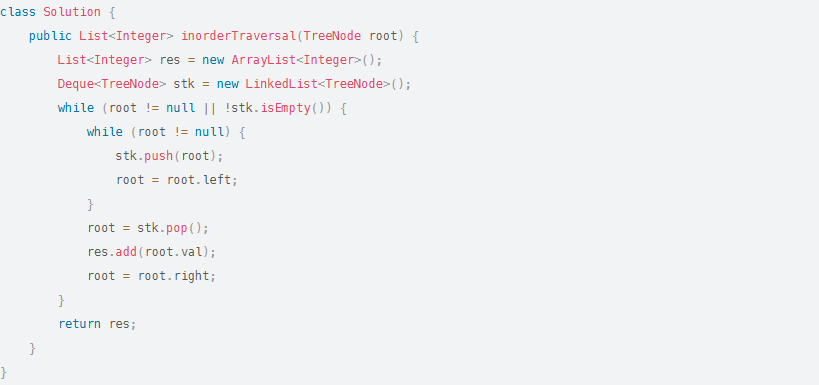 class Solution {
    public List<Integer> inorderTraversal(TreeNode root) {
        List<Integer> res = new ArrayList<Integer>();
        Deque<TreeNode> stk = new LinkedList<TreeNode>();
        while (root != null || !stk.isEmpty()) {
            while (root != null) {
                stk.push(root);
                root = root.left;
            }
            root = stk.pop();
            res.add(root.val);
            root = root.right;
        }
        return res;
    }
}